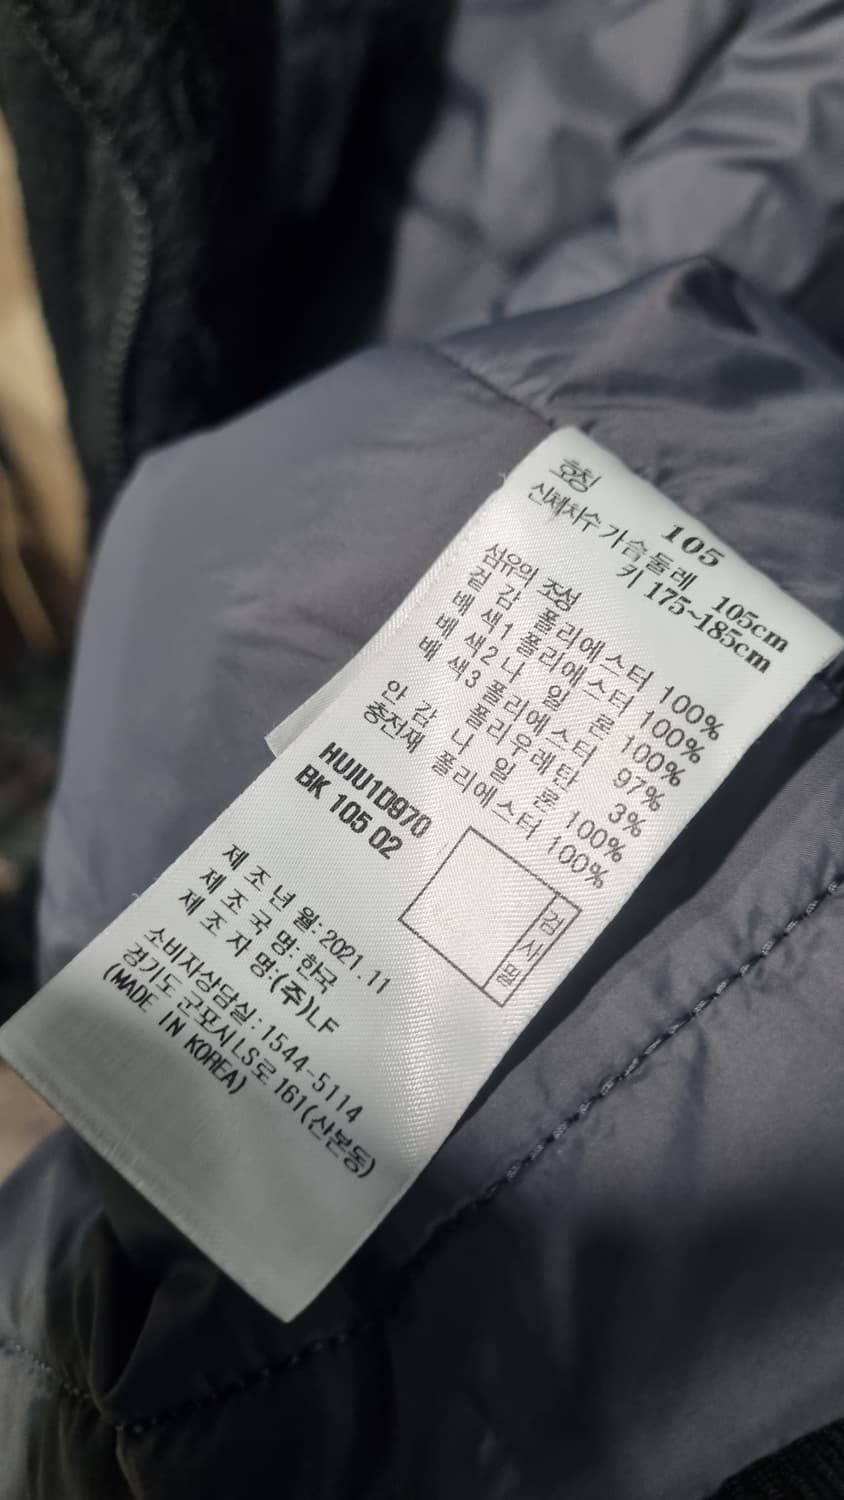 호칭 105
신체치수 가슴둘레 105cm
키 175~185cm
섬유의 조성
겉 감 폴리에스터 100%
배 색1 폴리에스터 100%
배 색2 나 일 론 100%
배 색3 폴리에스터 97%
폴리우레탄 3%
안 감 나 일 론 100%
충전재 폴리에스터 100%
HUJU1D970
BK 105 02
검사필
제 조 년 월: 2021.11
제 조 국 명: 한국
제 조 자 명:(주)LF
소비자상담실: 1544-5114
경기도 군포시 LS로 161(산본동)
(MADE IN KOREA)